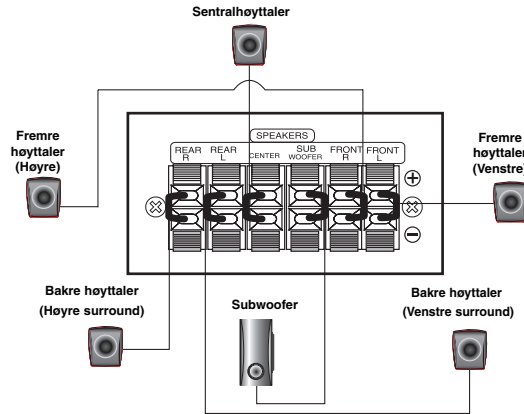 Sentralhøyttaler
Fremre
høyttaler
(Høyre)
SPEAKERS
REAR
R
REAR
L
CENTER
SUB
WOOFER
FRONT
R
FRONT
L
+
−
Fremre
høyttaler
(Venstre)
Bakre høyttaler
(Høyre surround)
Subwoofer
Bakre høyttaler
(Venstre surround)